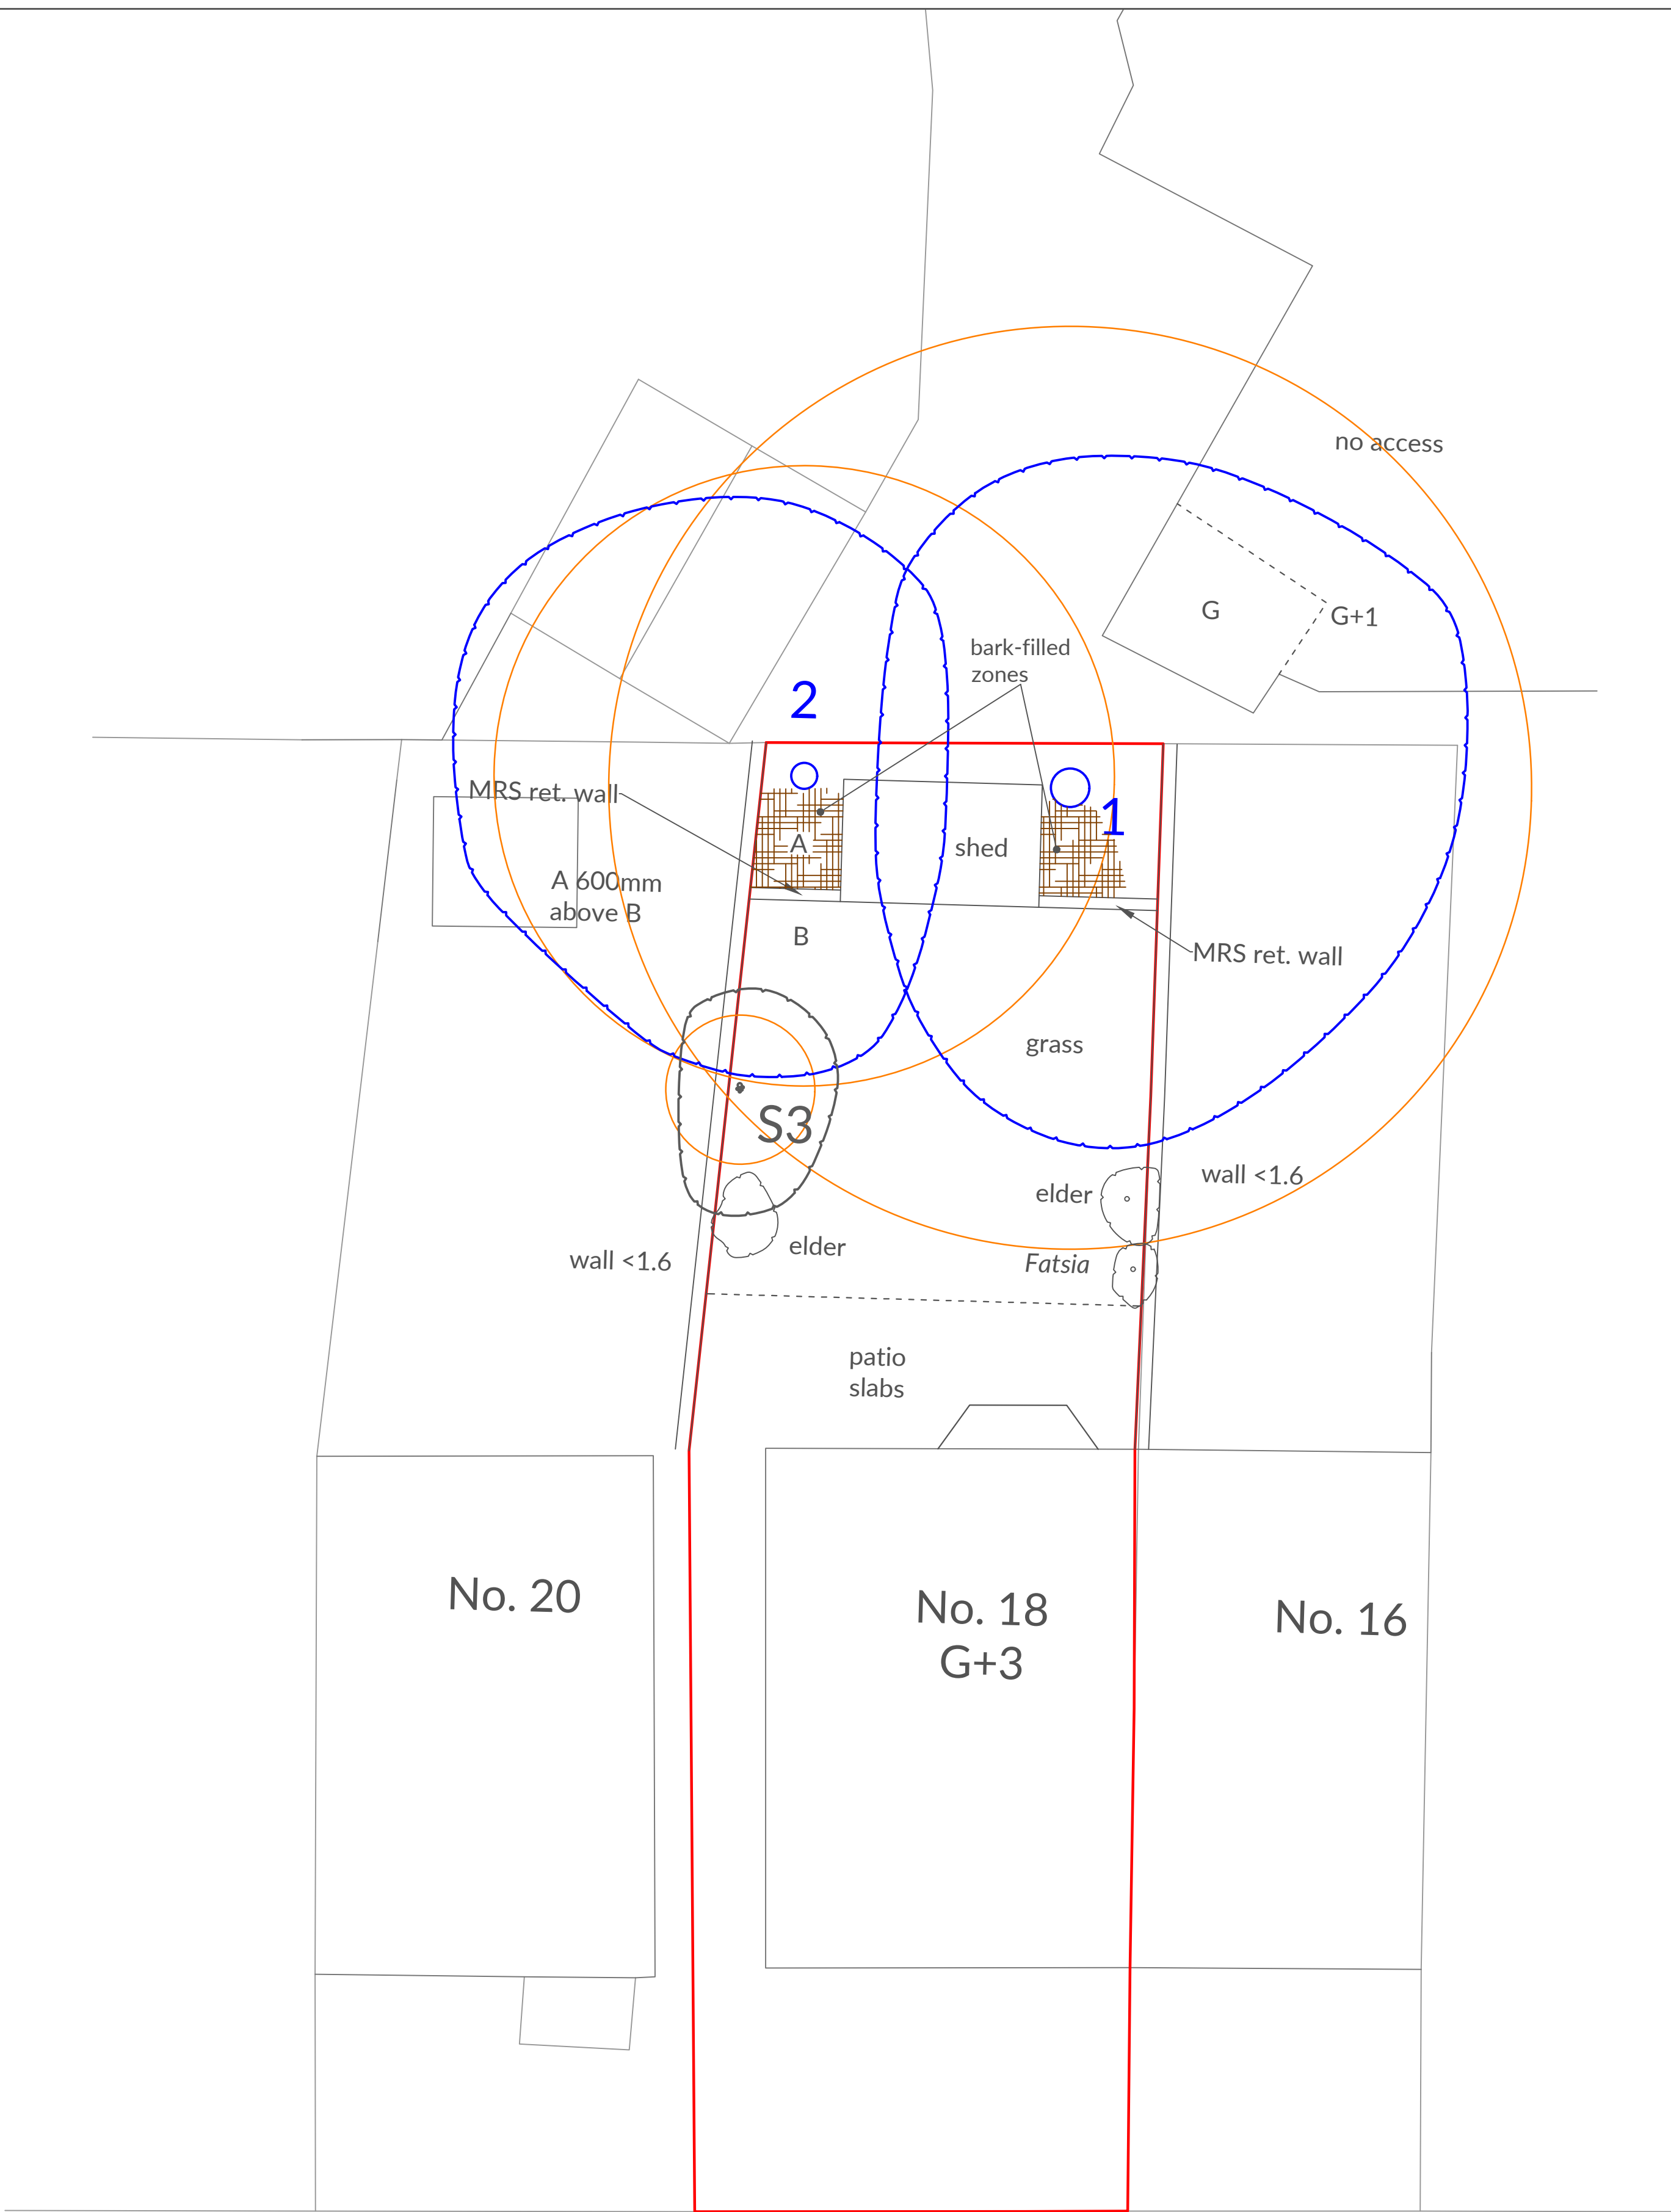 no access
G
G+1
bark-filled
zones
2
MRS ret. wall
1
A
shed
A 600mm
above B
B
MRS ret. wall
grass
S3
wall <1.6
elder
elder
wall <1.6
Fatsia
patio
slabs
No. 20
No. 18
G+3
No. 16